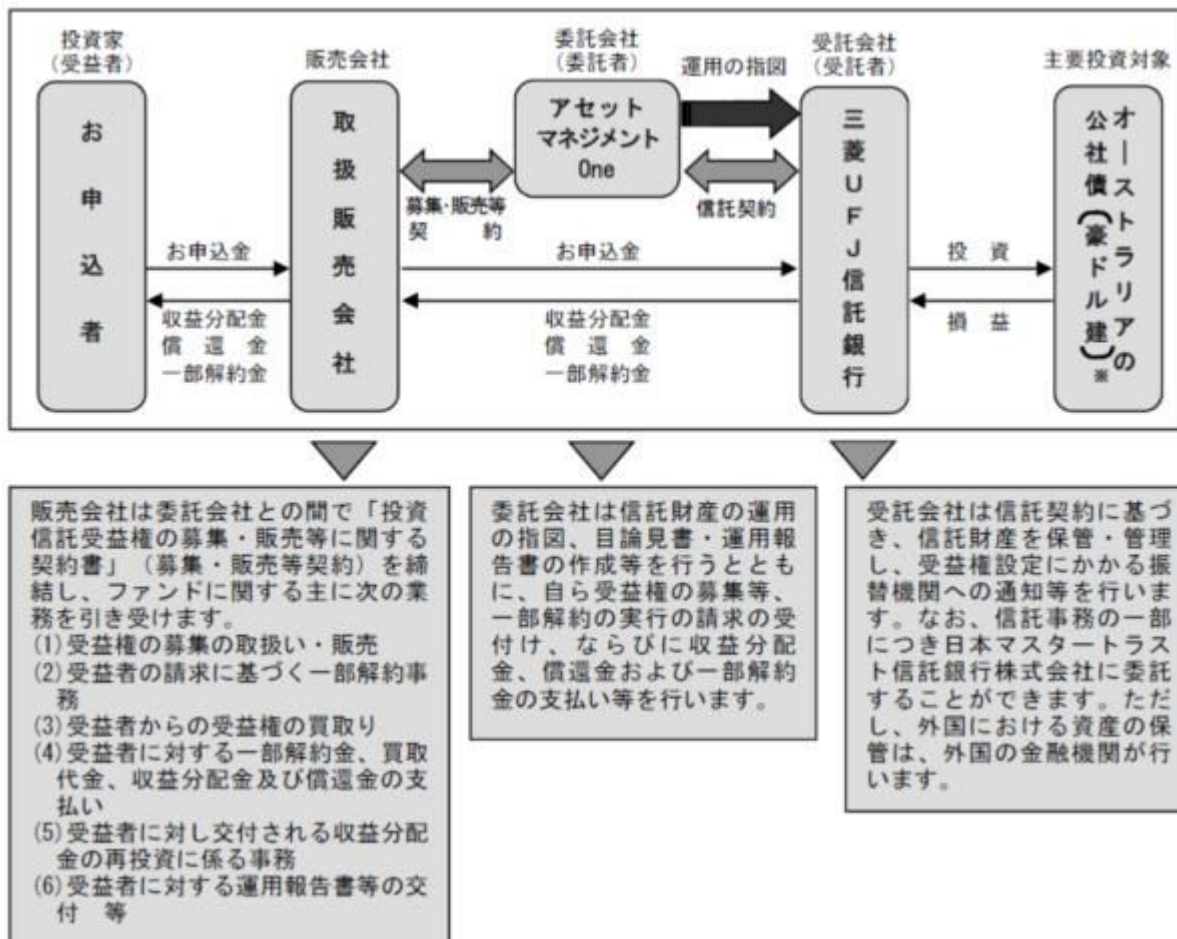 投資家
（受益者）
お申込者
販売会社
取扱販売会社
委託会社
（委託者）
アセット
マネジメント
One
運用の指図
受託会社
（受託者）
三菱ＵＦＪ信託銀行
主要投資対象
オーストラリアの
公社債（豪ドル建）※
募集・販売等
契　約
信託契約
お申込金
収益分配金
償　還　金
一部解約金
お申込金
収益分配金
償　還　金
一部解約金
投　資
損　益
販売会社は委託会社との間で「投資
信託受益権の募集・販売等に関する
契約書」（募集・販売等契約）を締
結し、ファンドに関する主に次の業
務を引き受けます。
(1)受益権の募集の取扱い・販売
(2)受益者の請求に基づく一部解約事
務
(3)受益者からの受益権の買取り
(4)受益者に対する一部解約金、買取
代金、収益分配金及び償還金の支
払い
(5)受益者に対し交付される収益分配
金の再投資に係る事務
(6)受益者に対する運用報告書等の交
付　等
委託会社は信託財産の運用
の指図、目論見書・運用報
告書の作成等を行うととも
に、自ら受益権の募集等、
一部解約の実行の請求の受
付け、ならびに収益分配
金、償還金および一部解約
金の支払い等を行います。
受託会社は信託契約に基づ
き、信託財産を保管・管理
し、受益権設定にかかる振
替機関への通知等を行いま
す。なお、信託事務の一部
につき日本マスタートラス
ト信託銀行株式会社に委託
することができます。ただ
し、外国における資産の保
管は、外国の金融機関が行
います。